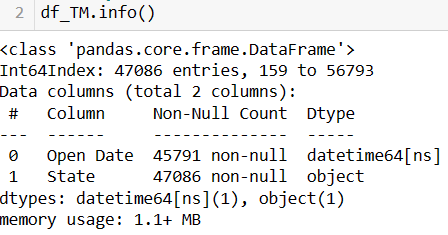 2 df_TM.info()
<class 'pandas.core.frame.DataFrame'>
Int64Index: 47086 entries, 159 to 56793
Data columns (total 2 columns):
 #   Column     Non-Null Count  Dtype
---  ------     --------------  -----
 0   Open Date  45791 non-null  datetime64[ns]
 1   State      47086 non-null  object
dtypes: datetime64[ns](1), object(1)
memory usage: 1.1+ MB